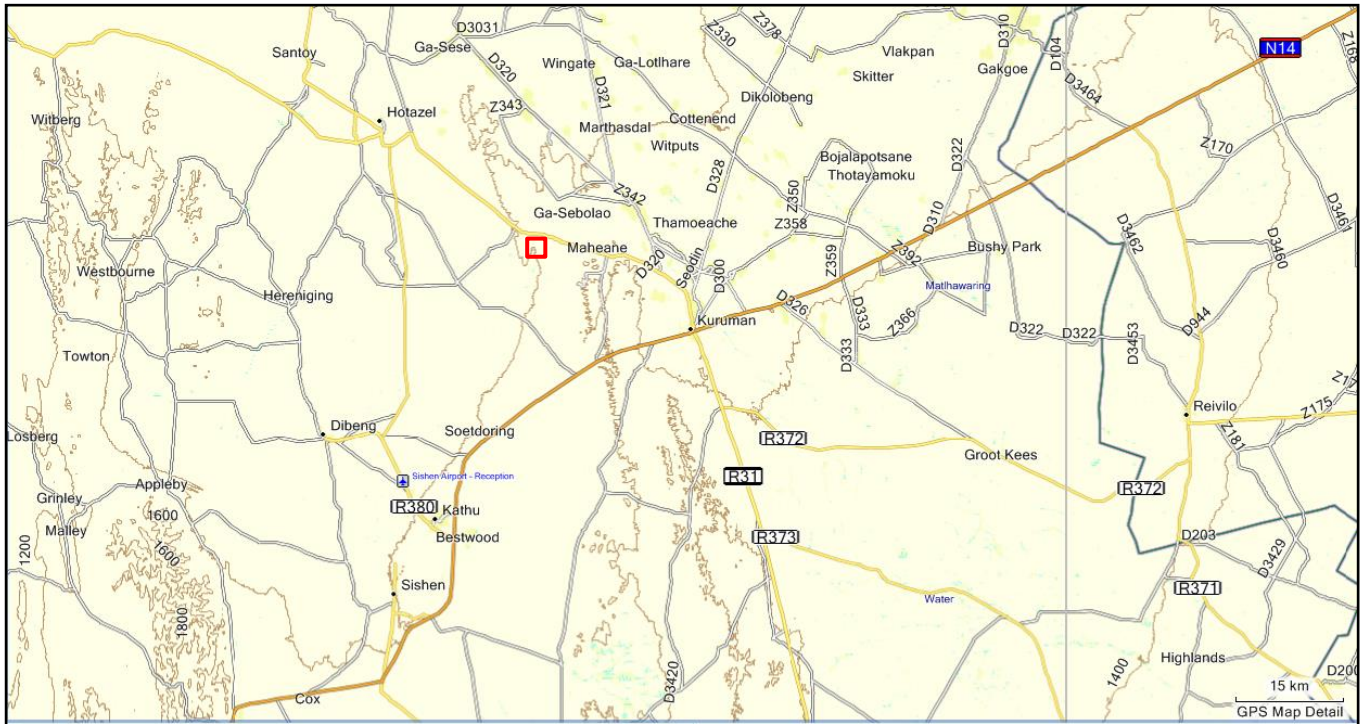 D3031
Z378
D310
D104
Z168
Santoy
Ga-Sese
Z330
Vlakpan
N14
Wingate
Ga-Lotlhare
Skitter
Gakgoe
D320
D321
Dikolobeng
D3464
Witberg
Hotazel
Z343
Marthasdal
Cottenend
Witputs
D328
Bojalapotsane
Thotayamoku
D322
Z170
Z342
Z350
Ga-Sebolao
Thamoeache
Z358
D310
D3461
Maheane
D320
Seodin
D300
Z359
Z392
Bushy Park
D3462
D3460
Westbourne
Hereniging
Matlhawaring
Kuruman
D326
D333
Z366
D322
D322
D3453
D944
Towton
D333
Reivilo
Z17
Z175
Losberg
Dibeng
Soetdoring
R372
Z181
Groot Kees
Sishen Airport - Reception
R31
Grinley
Appleby
R380
Kathu
R372
Malley
1600
Bestwood
R373
D203
1200
1600
D3429
Sishen
Water
R371
1800
Highlands
D3420
1400
D200
Cox
15 km
GPS Map Detail